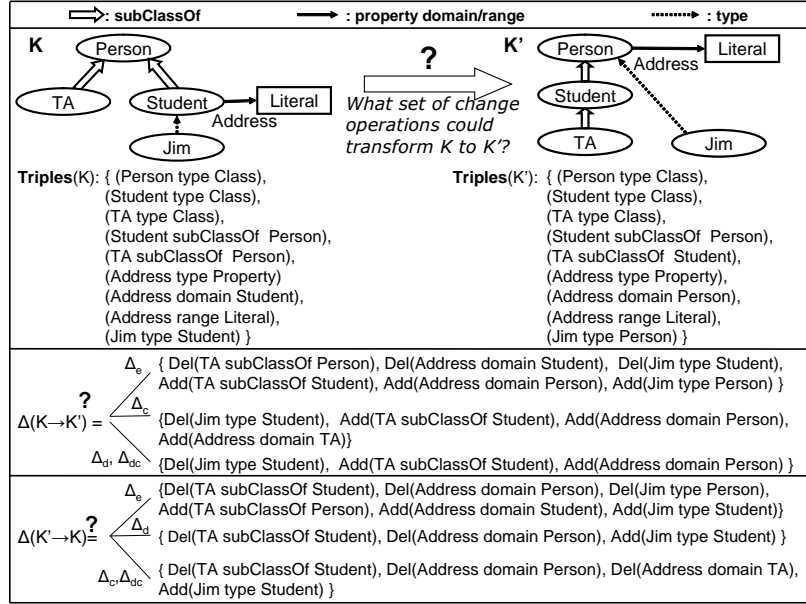 : subClassOf : property domain/range : type
K Person
TA Student Literal
Address
Jim
?
What set of change
operations could
transform K to K’?
K’ Person Literal
Address
Student
TA Jim
Triples(K): { (Person type Class),
(Student type Class),
(TA type Class),
(Student subClassOf Person),
(TA subClassOf Person),
(Address type Property)
(Address domain Student),
(Address range Literal),
(Jim type Student) }
Triples(K’): { (Person type Class),
(Student type Class),
(TA type Class),
(Student subClassOf Person),
(TA subClassOf Student),
(Address type Property),
(Address domain Person),
(Address range Literal),
(Jim type Person) }
?
Δ(K→K’) =
Δe { Del(TA subClassOf Person), Del(Address domain Student), Del(Jim type Student),
Add(TA subClassOf Student), Add(Address domain Person), Add(Jim type Person) }
Δc {Del(Jim type Student), Add(TA subClassOf Student), Add(Address domain Person),
Add(Address domain TA)}
Δd, Δdc {Del(Jim type Student), Add(TA subClassOf Student), Add(Address domain Person) }
?
Δ(K’→K)=
Δe {Del(TA subClassOf Student), Del(Address domain Person), Del(Jim type Person),
Add(TA subClassOf Person), Add(Address domain Student), Add(Jim type Student)}
Δd { Del(TA subClassOf Student), Del(Address domain Person), Add(Jim type Student) }
Δc,Δdc { Del(TA subClassOf Student), Del(Address domain Person), Del(Address domain TA),
Add(Jim type Student) }